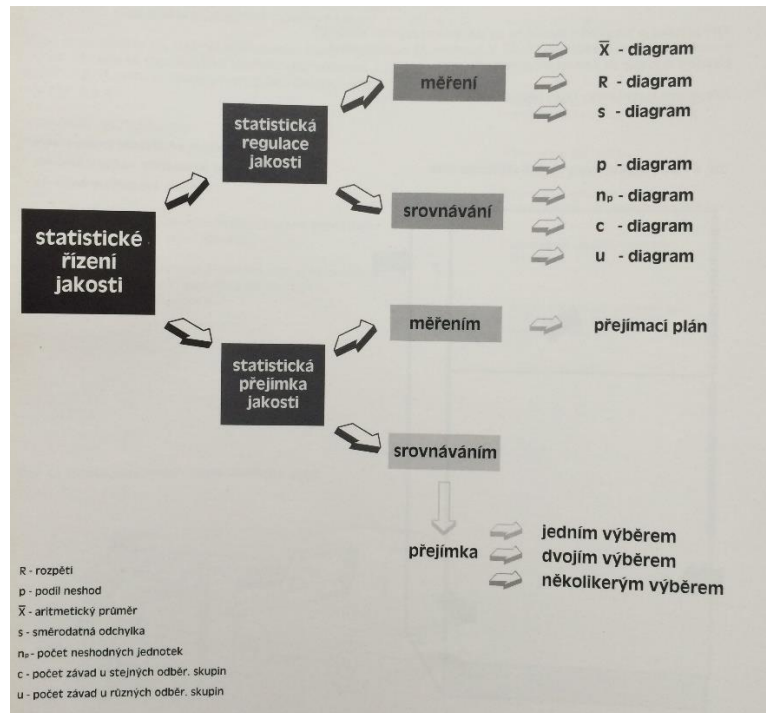 statistické
řízení
jakosti
statistická
regulace
jakosti
měření
X̅ - diagram
R - diagram
s - diagram
srovnávání
p - diagram
nₚ - diagram
c - diagram
u - diagram
statistická
přejímka
jakosti
měřením
přejímací plán
srovnáváním
přejímka
jedním výběrem
dvojím výběrem
několikerým výběrem
R - rozpětí
p - podíl neshod
X̅ - aritmetický průměr
s - směrodatná odchylka
nₚ - počet neshodných jednotek
c - počet závad u stejných odběr. skupin
u - počet závad u různých odběr. skupin